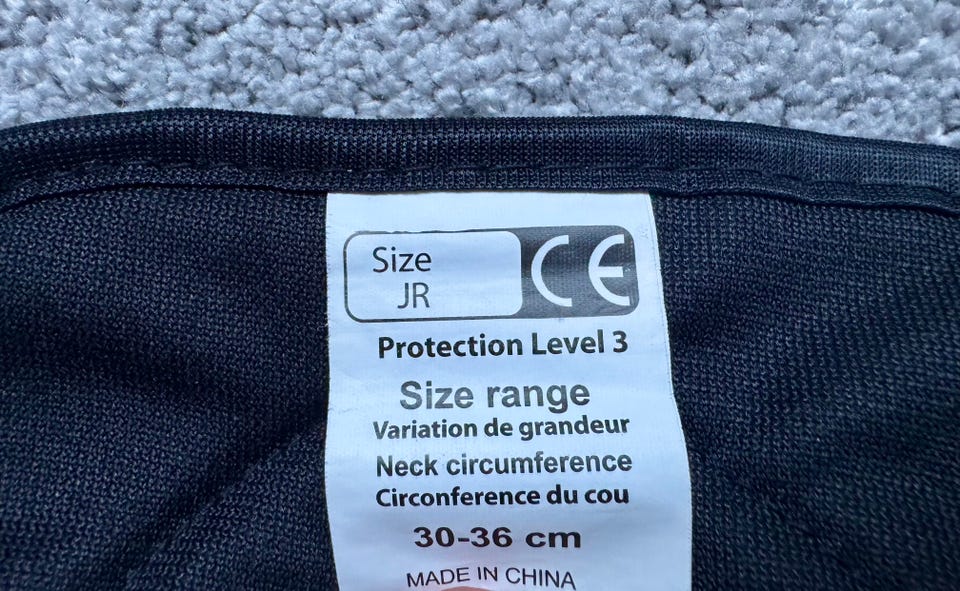 Size
JR
CE
Protection Level 3
Size range
Variation de grandeur
Neck circumference
Circonference du cou
30-36 cm
MADE IN CHINA